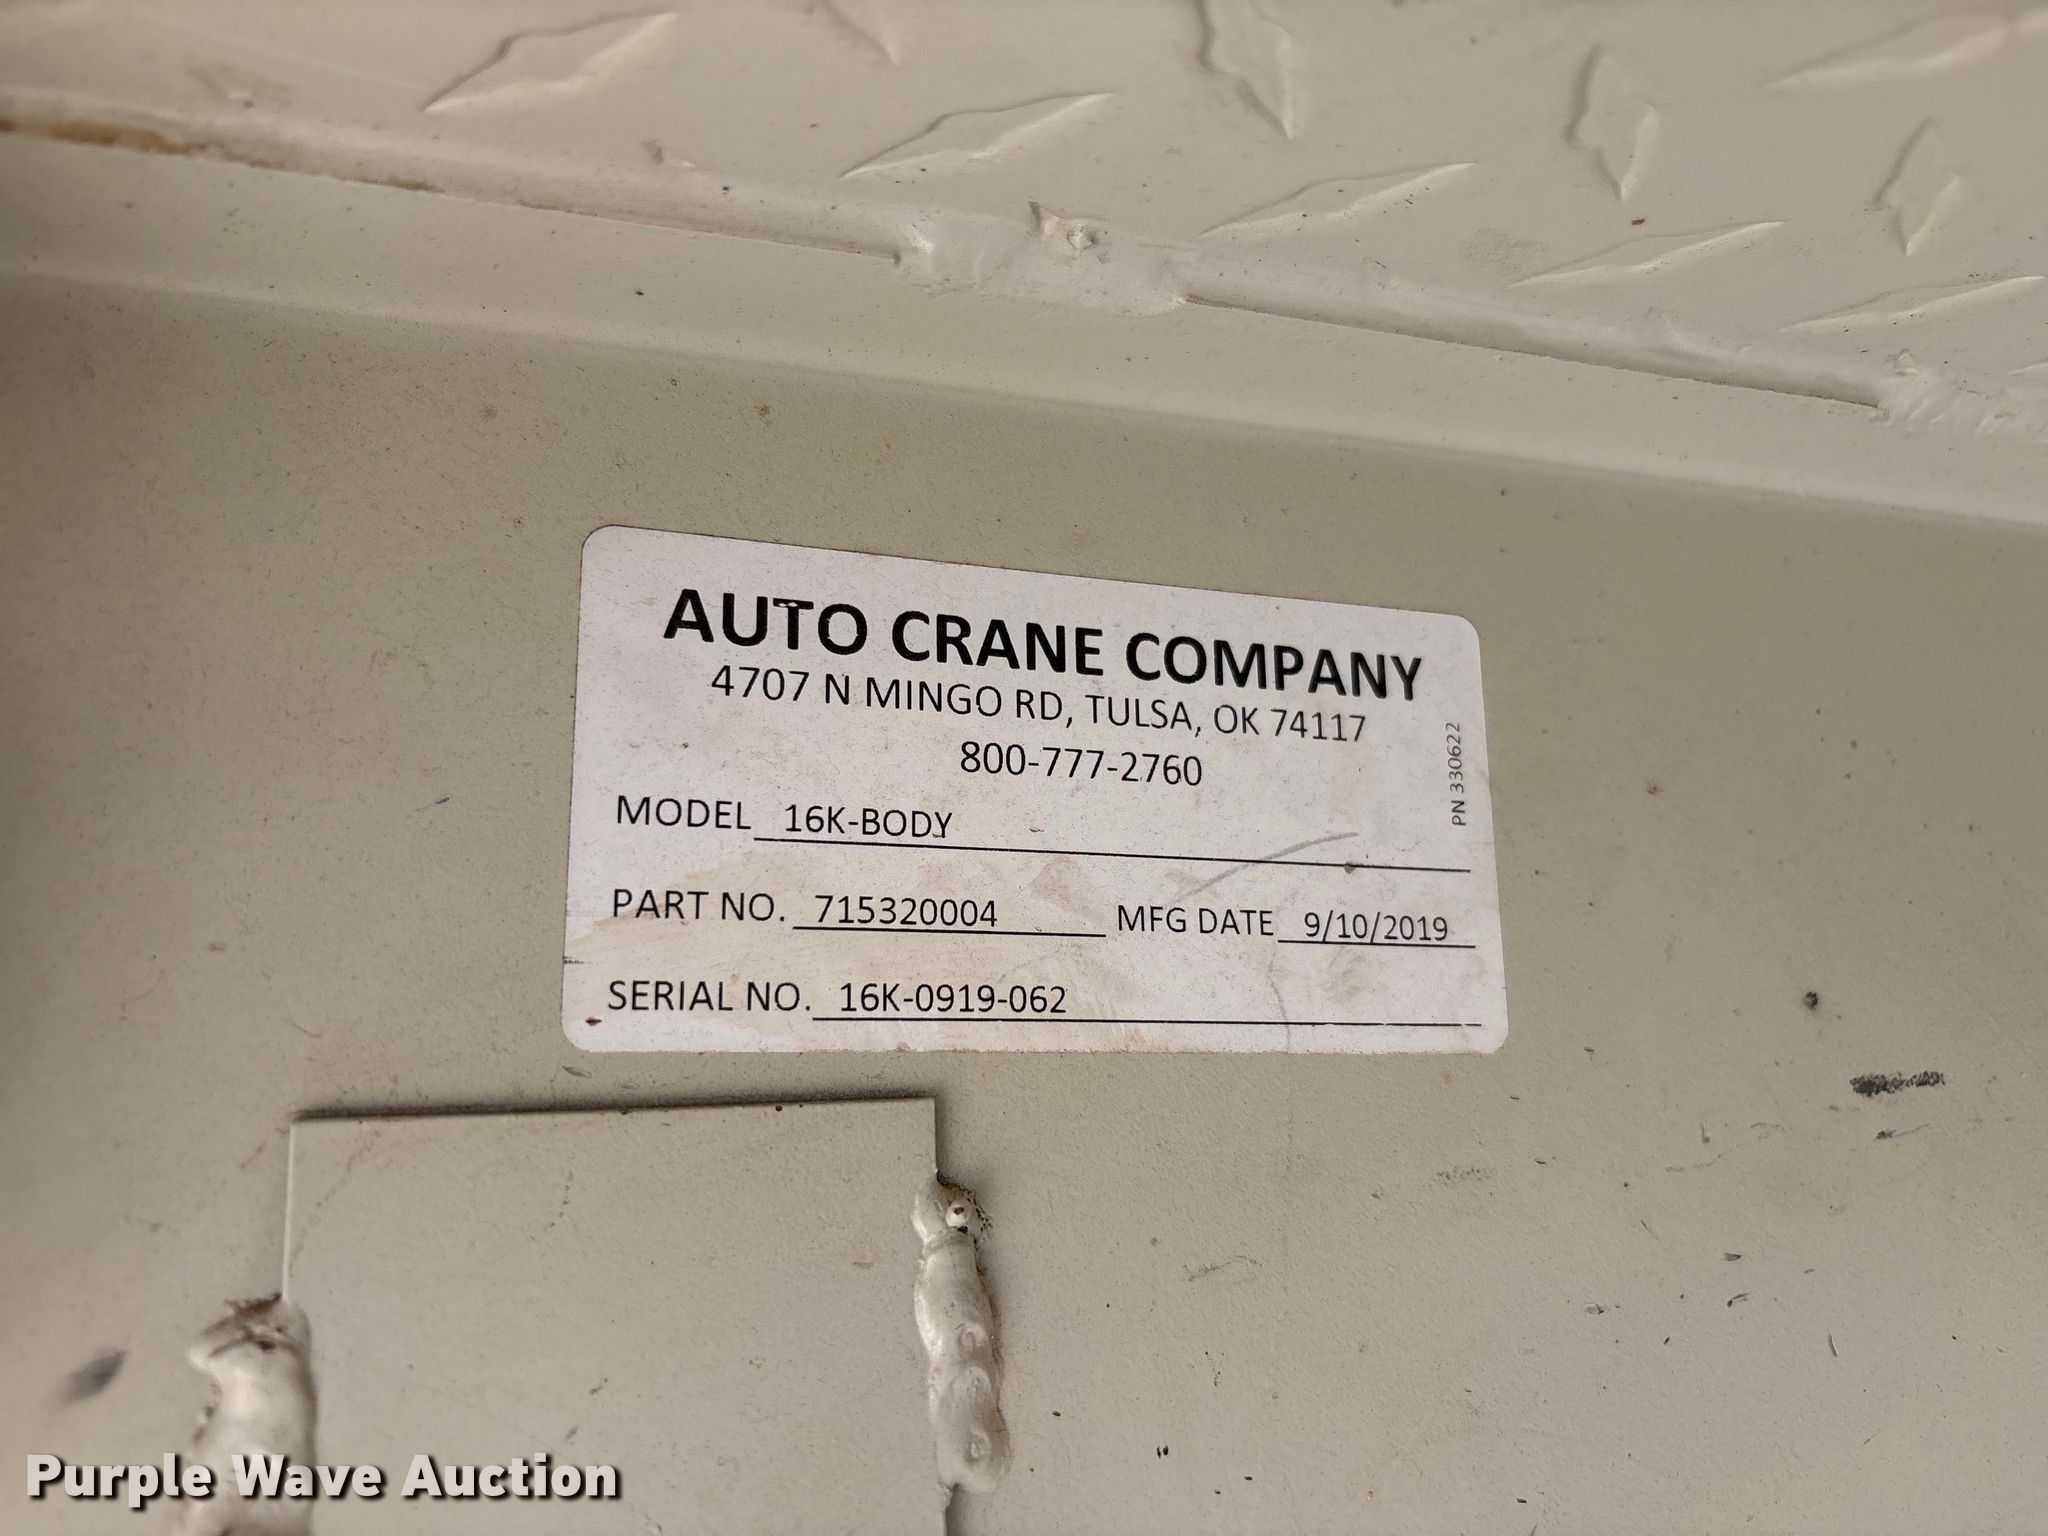 AUTO CRANE COMPANY
4707 N MINGO RD, TULSA, OK 74117
800-777-2760
PN 330622
MODEL 16K-BODY
PART NO. 715320004 MFG DATE 9/10/2019
SERIAL NO. 16K-0919-062
Purple Wave Auction